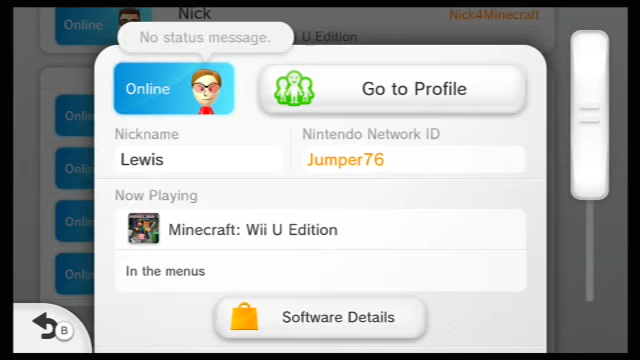 Nick
Nick4Minecraft
Online
No status message.
U Edition
Online
Go to Profile
Nickname
Nintendo Network ID
Lewis
Jumper76
Now Playing
Minecraft: Wii U Edition
In the menus
Software Details
B